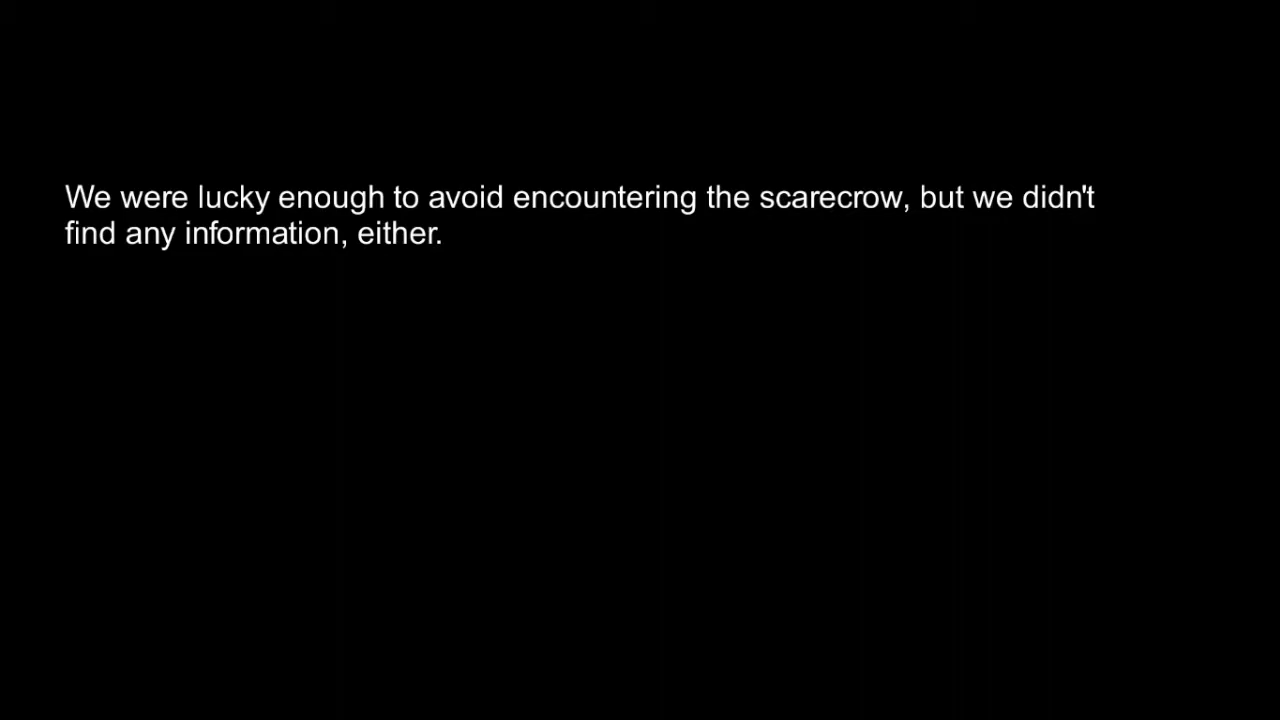 We were lucky enough to avoid encountering the scarecrow, but we didn't
find any information, either.